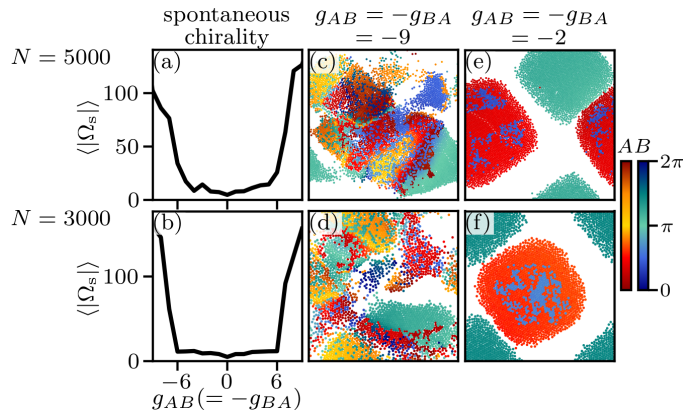 spontaneous chirality
g_AB = −g_BA = −9
g_AB = −g_BA = −2
N = 5000
(a)
(c)
(e)
⟨|Ω_s|⟩
100
50
0
AB
2π
π
0
N = 3000
(b)
(d)
(f)
⟨|Ω_s|⟩
100
0
−6
0
6
g_AB(= −g_BA)